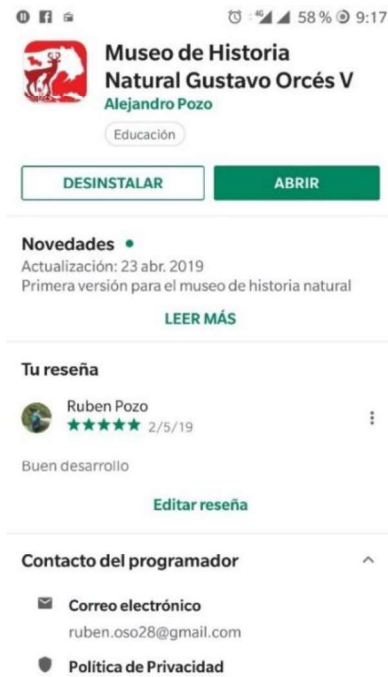 4G 58 % 9:17
Museo de Historia
Natural Gustavo Orcés V
Alejandro Pozo
Educación
DESINSTALAR
ABRIR
Novedades
Actualización: 23 abr. 2019
Primera versión para el museo de historia natural
LEER MÁS
Tu reseña
Ruben Pozo
2/5/19
Buen desarrollo
Editar reseña
Contacto del programador
Correo electrónico
ruben.oso28@gmail.com
Política de Privacidad